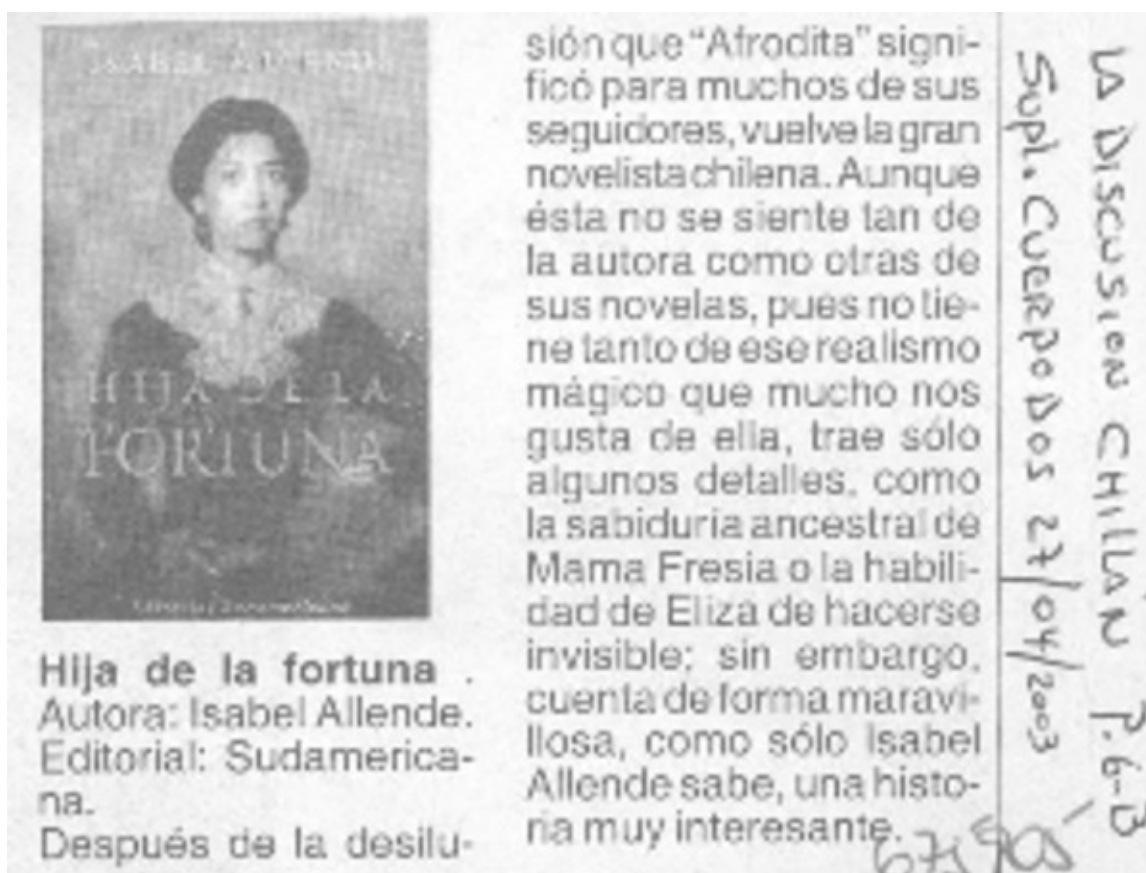 ISABEL ALLENDE
HIJA DE LA
FORTUNA
Hija de la fortuna .
Autora: Isabel Allende.
Editorial: Sudamerica-
na.
Después de la desilu-
sión que “Afrodita” signi-
ficó para muchos de sus
seguidores, vuelve la gran
novelista chilena. Aunque
ésta no se siente tan de
la autora como otras de
sus novelas, pues no tie-
ne tanto de ese realismo
mágico que mucho nos
gusta de ella, trae sólo
algunos detalles, como
la sabiduría ancestral de
Mama Fresia o la habili-
dad de Eliza de hacerse
invisible; sin embargo,
cuenta de forma maravi-
llosa, como sólo Isabel
Allende sabe, una histo-
ria muy interesante.
LA DISCUSION CHILLÁN P. 6-B
Supl. CUERPO DOS 27/04/2003